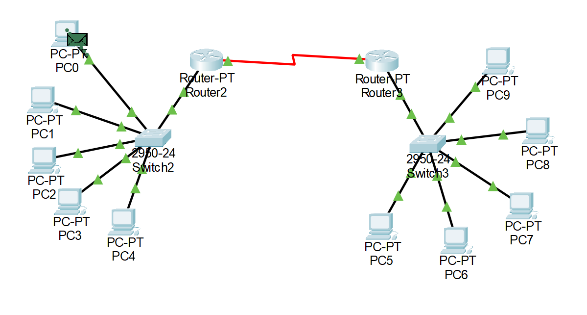 PC-PT
PC0
Router-PT
Router2
Router-PT
Router3
PC-PT
PC9
PC-PT
PC1
2950-24
Switch2
2950-24
Switch3
PC-PT
PC8
PC-PT
PC2
PC-PT
PC3
PC-PT
PC4
PC-PT
PC5
PC-PT
PC6
PC-PT
PC7